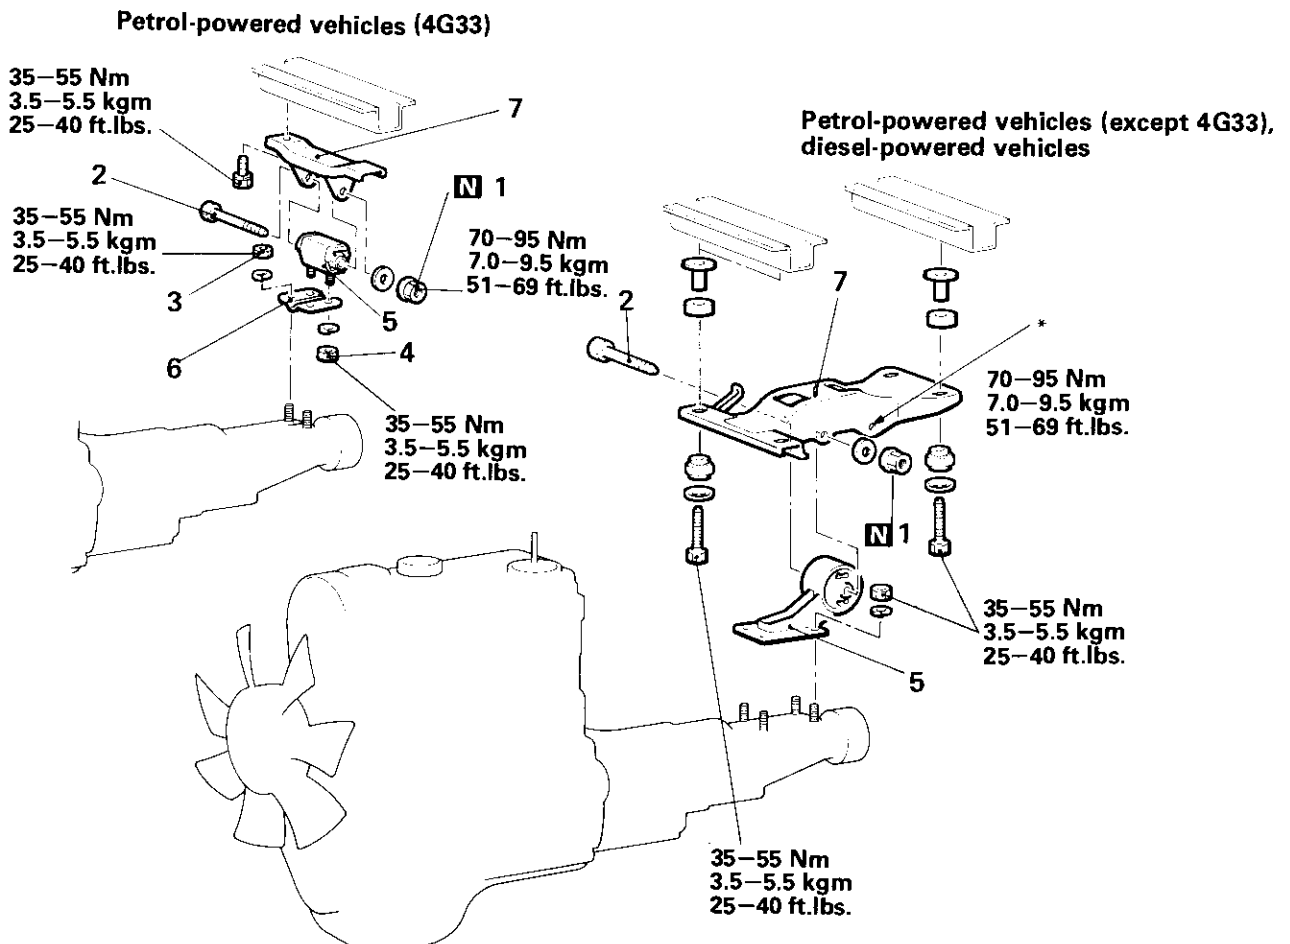 Petrol-powered vehicles (4G33)
35–55 Nm
3.5–5.5 kgm
25–40 ft.lbs.
7
2
N 1
35–55 Nm
3.5–5.5 kgm
25–40 ft.lbs.
70–95 Nm
7.0–9.5 kgm
51–69 ft.lbs.
3
5
6
4
35–55 Nm
3.5–5.5 kgm
25–40 ft.lbs.
Petrol-powered vehicles (except 4G33),
diesel-powered vehicles
2
7
*
70–95 Nm
7.0–9.5 kgm
51–69 ft.lbs.
N 1
35–55 Nm
3.5–5.5 kgm
25–40 ft.lbs.
5
35–55 Nm
3.5–5.5 kgm
25–40 ft.lbs.